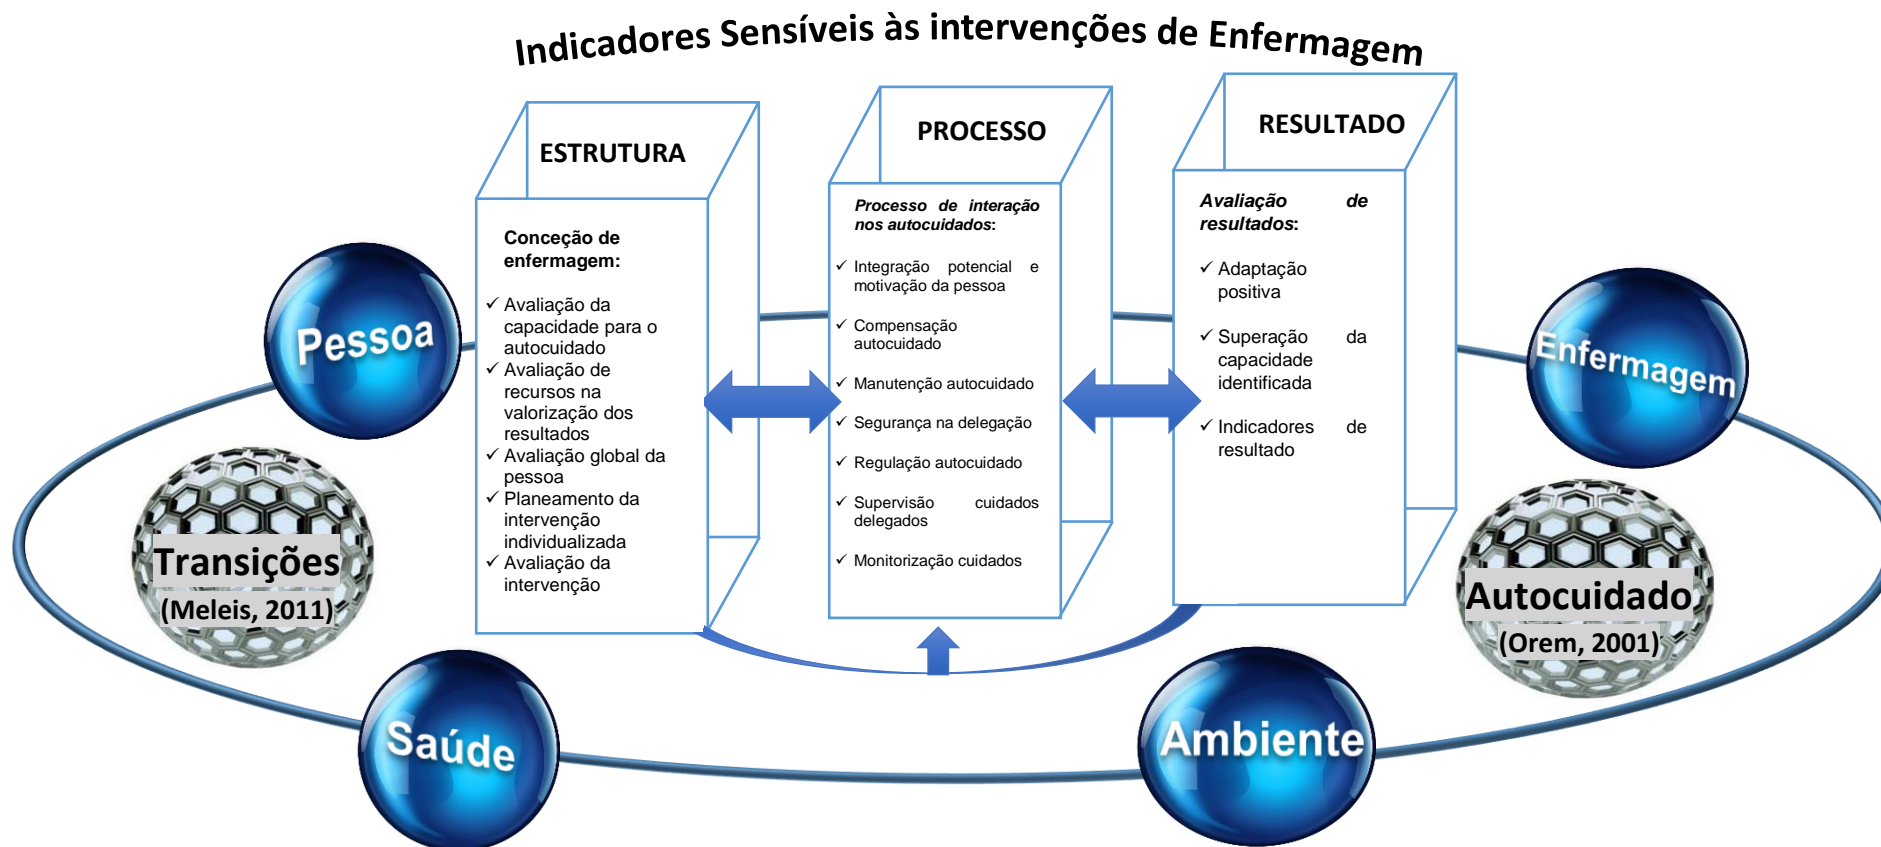 Indicadores Sensíveis às intervenções de Enfermagem
ESTRUTURA
Conceção de
enfermagem:
✓ Avaliação da
capacidade para o
autocuidado
✓ Avaliação de
recursos na
valorização dos
resultados
✓ Avaliação global da
pessoa
✓ Planeamento da
intervenção
individualizada
✓ Avaliação da
intervenção
PROCESSO
Processo de interação
nos autocuidados:
✓ Integração potencial e
motivação da pessoa
✓ Compensação
autocuidado
✓ Manutenção autocuidado
✓ Segurança na delegação
✓ Regulação autocuidado
✓ Supervisão cuidados
delegados
✓ Monitorização cuidados
RESULTADO
Avaliação de
resultados:
✓ Adaptação
positiva
✓ Superação da
capacidade
identificada
✓ Indicadores de
resultado
Pessoa
Enfermagem
Transições
(Meleis, 2011)
Autocuidado
(Orem, 2001)
Saúde
Ambiente